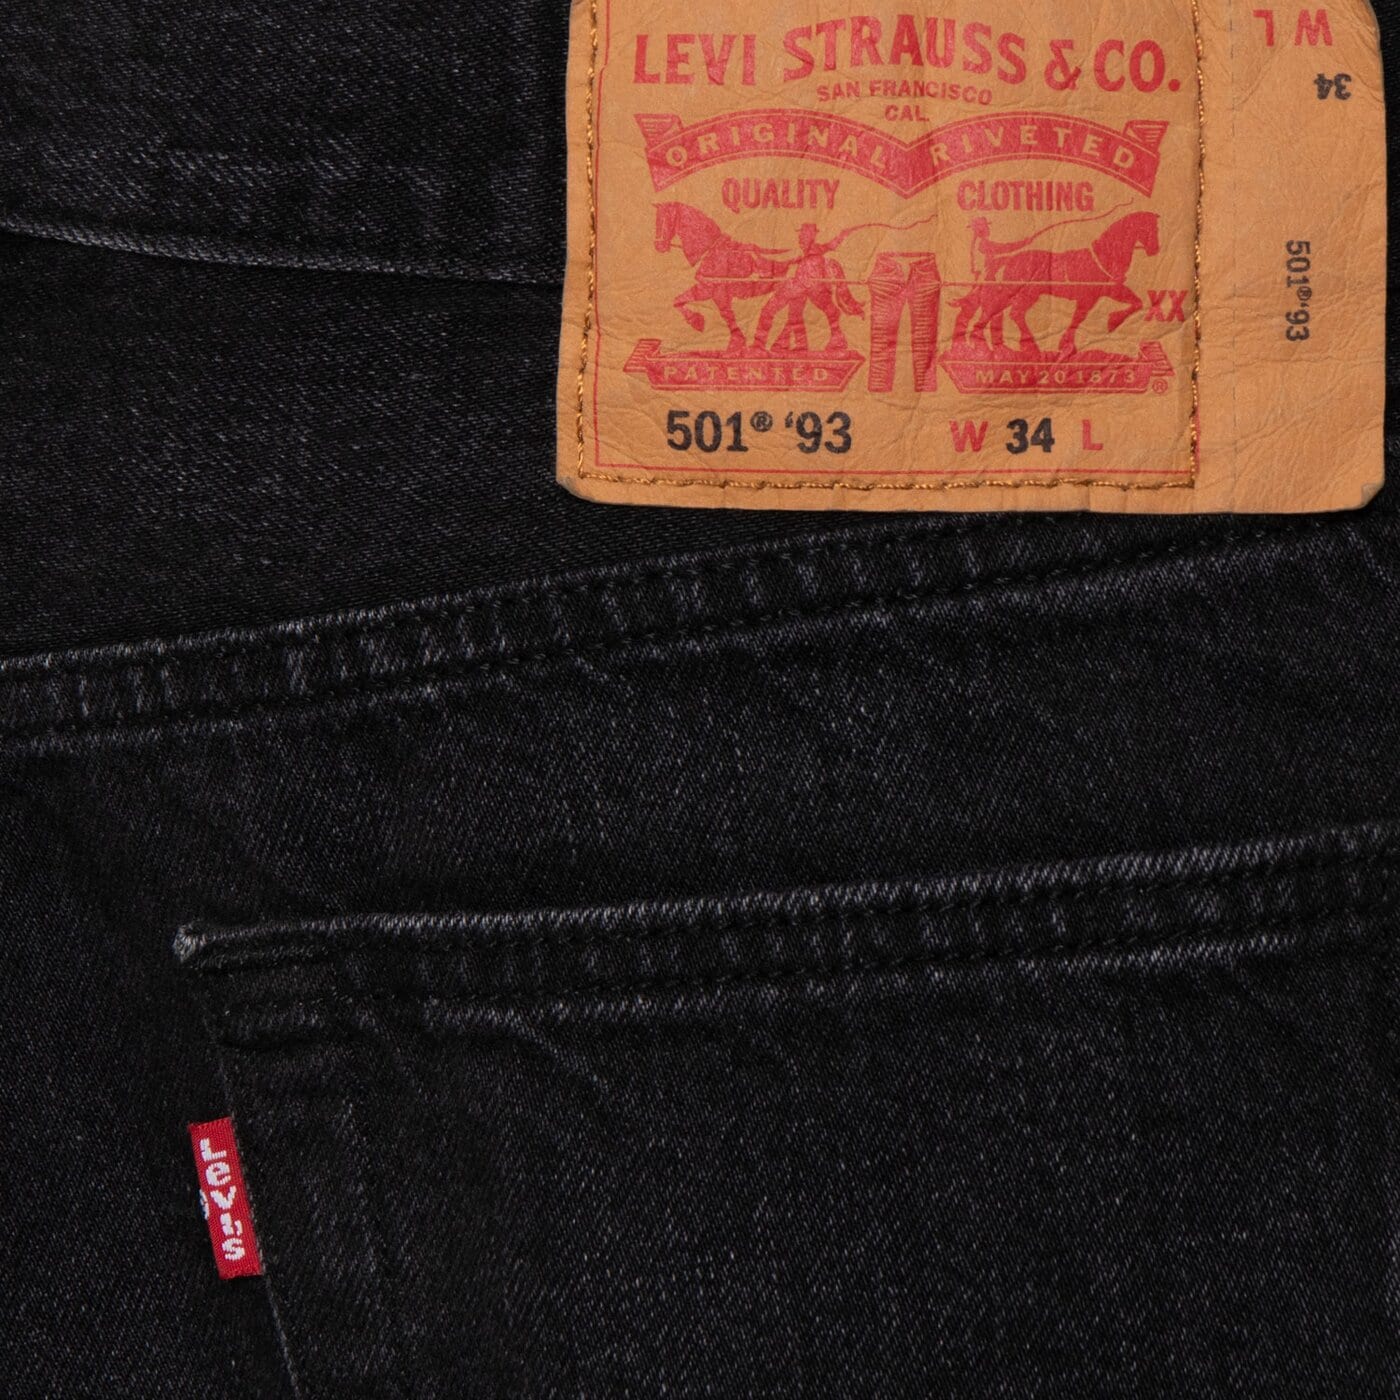 LEVI STRAUSS & CO.
SAN FRANCISCO
CAL
ORIGINAL RIVETED
QUALITY CLOTHING
XX
PATENTED MAY 20 1873 ®
501® '93 W 34 L
W L
34
501® '93
Levi's
®